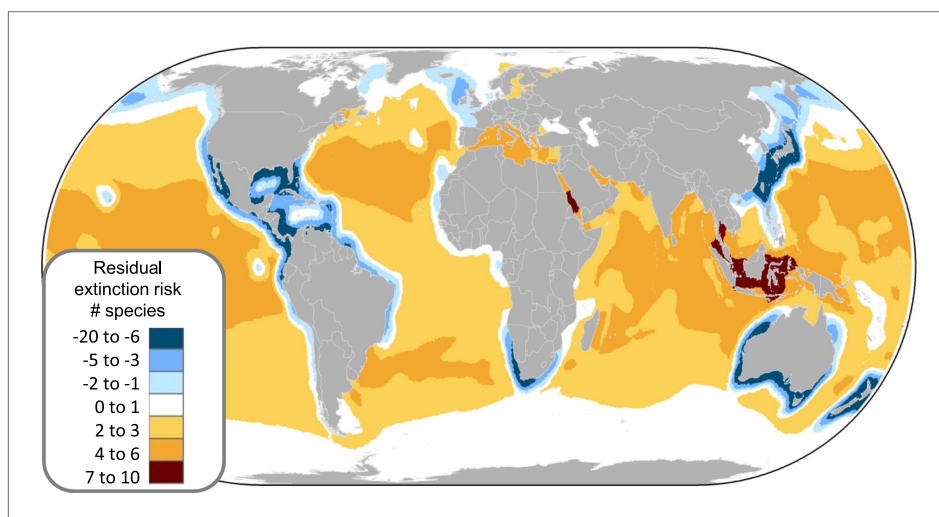 Residual
extinction risk
# species
-20 to -6
-5 to -3
-2 to -1
0 to 1
2 to 3
4 to 6
7 to 10